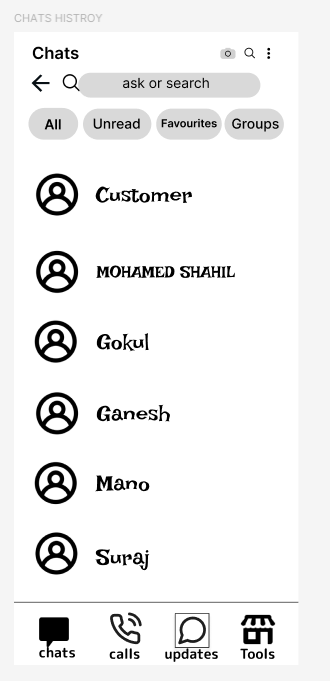 CHATS HISTROY
Chats
ask or search
All Unread Favourites Groups
Customer
MOHAMED SHAHIL
Gokul
Ganesh
Mano
Suraj
chats calls updates Tools